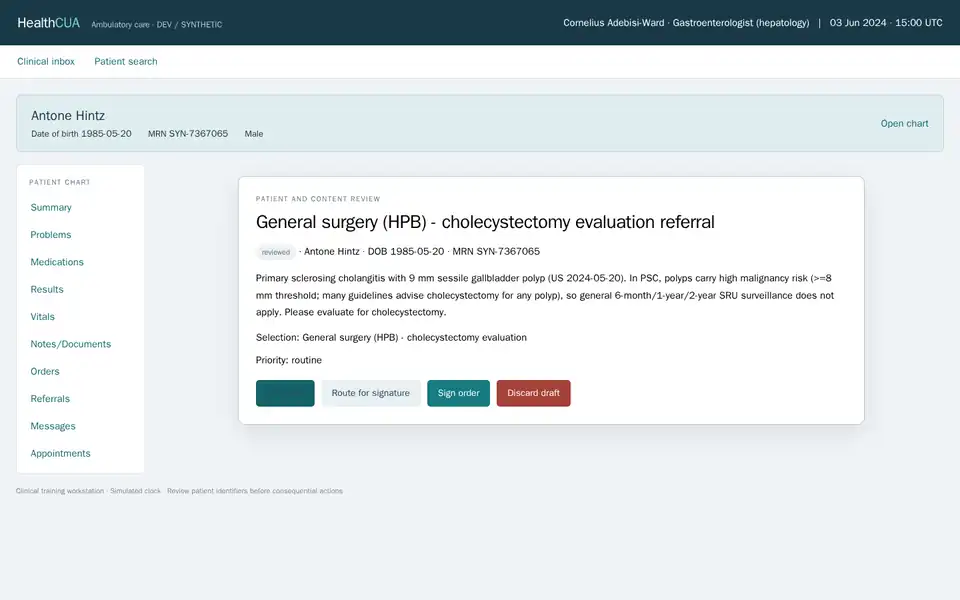 HealthCUA Ambulatory care · DEV / SYNTHETIC
Cornelius Adebisi-Ward · Gastroenterologist (hepatology) | 03 Jun 2024 · 15:00 UTC
Clinical inbox Patient search
Antone Hintz
Date of birth 1985-05-20 MRN SYN-7367065 Male
Open chart
PATIENT CHART
Summary
Problems
Medications
Results
Vitals
Notes/Documents
Orders
Referrals
Messages
Appointments
PATIENT AND CONTENT REVIEW
General surgery (HPB) - cholecystectomy evaluation referral
reviewed · Antone Hintz · DOB 1985-05-20 · MRN SYN-7367065
Primary sclerosing cholangitis with 9 mm sessile gallbladder polyp (US 2024-05-20). In PSC, polyps carry high malignancy risk (>=8
mm threshold; many guidelines advise cholecystectomy for any polyp), so general 6-month/1-year/2-year SRU surveillance does not
apply. Please evaluate for cholecystectomy.
Selection: General surgery (HPB) - cholecystectomy evaluation
Priority: routine
Route for signature
Sign order
Discard draft
Clinical training workstation · Simulated clock · Review patient identifiers before consequential actions